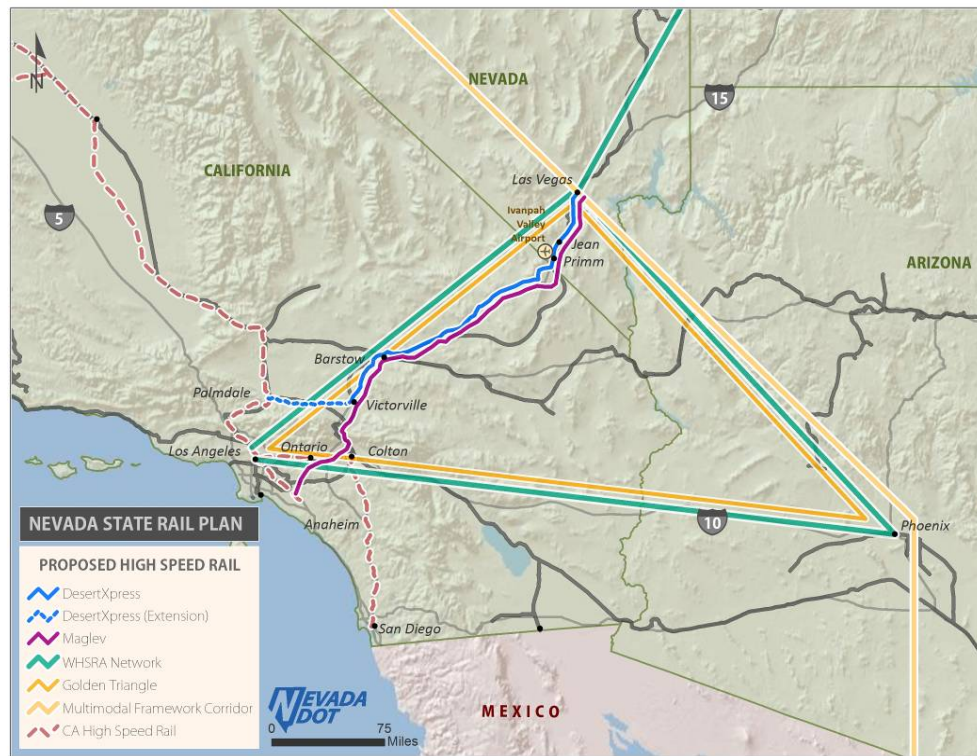 NEVADA
15
CALIFORNIA
Las Vegas
5
Ivanpah
Valley
Airport
Jean
Primm
ARIZONA
Barstow
Palmdale
Victorville
Los Angeles
Ontario
Colton
10
Phoenix
Anaheim
San Diego
MEXICO
N
NEVADA STATE RAIL PLAN
PROPOSED HIGH SPEED RAIL
DesertXpress
DesertXpress (Extension)
Maglev
WHSRA Network
Golden Triangle
Multimodal Framework Corridor
CA High Speed Rail
NEVADA
DOT
0 75
Miles